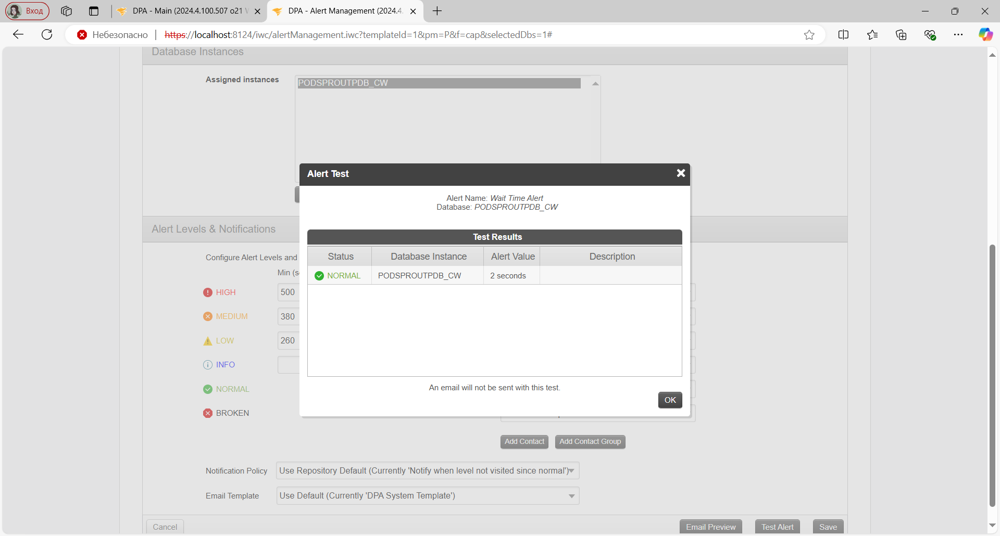 Вход
DPA - Main (2024.4.100.507 o21
DPA - Alert Management (2024.4.
Небезопасно
https://localhost:8124/iwc/alertManagement.iwc?templateId=1&pm=P&f=cap&selectedDbs=1#
Database Instances
Assigned instances
PODSPROUTPDB_CW
Alert Test
Alert Name: Wait Time Alert
Database: PODSPROUTPDB_CW
Test Results
Status Database Instance Alert Value Description
NORMAL PODSPROUTPDB_CW 2 seconds
An email will not be sent with this test.
OK
Alert Levels & Notifications
Configure Alert Levels and
Min (s
HIGH 500
MEDIUM 380
LOW 260
INFO
NORMAL
BROKEN
Add Contact Add Contact Group
Notification Policy Use Repository Default (Currently 'Notify when level not visited since normal')
Email Template Use Default (Currently 'DPA System Template')
Cancel Email Preview Test Alert Save